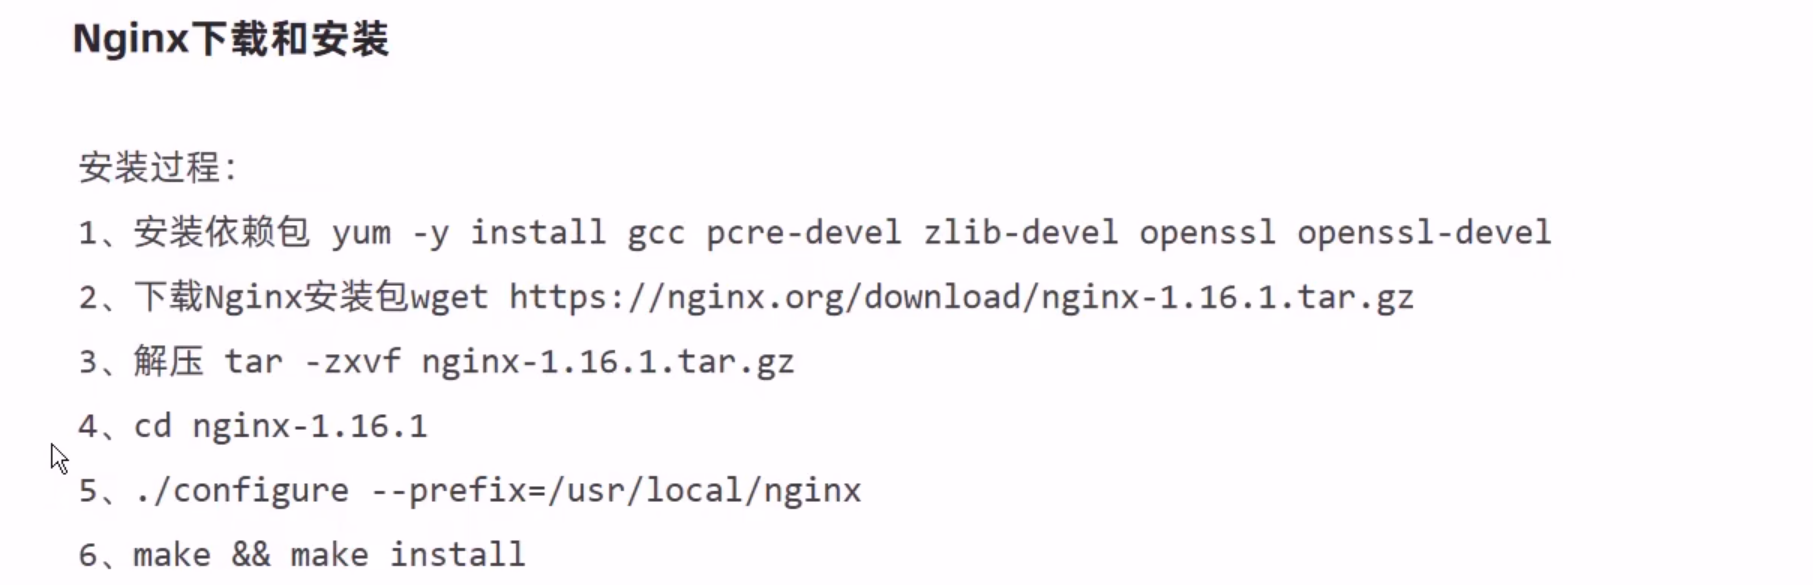 Nginx下载和安装
安装过程:
1、安装依赖包 yum -y install gcc pcre-devel zlib-devel openssl openssl-devel
2、下载Nginx安装包wget https://nginx.org/download/nginx-1.16.1.tar.gz
3、解压 tar -zxvf nginx-1.16.1.tar.gz
4、cd nginx-1.16.1
5、./configure --prefix=/usr/local/nginx
6、make && make install